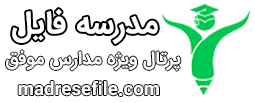 مدرسه فایل
پرتال ویژه مدارس موفق
madresefile.com